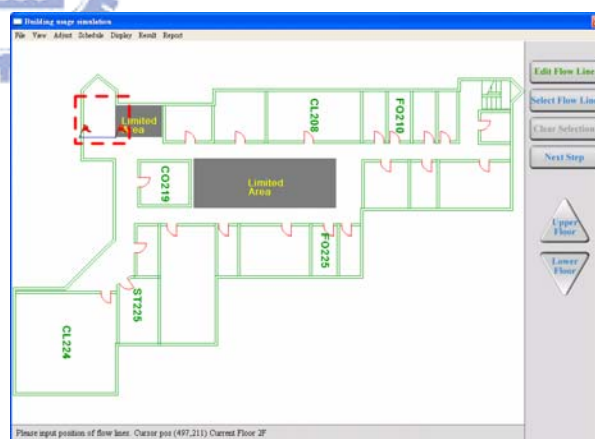 Building usage simulation
File View Adjust Schedule Display Result Report
Edit Flow Line
Select Flow Line
Clear Selection
Next Step
Upper
Floor
Lower
Floor
Limited
Area
CL208
FO210
CO219
Limited
Area
FO225
ST225
CL224
Please input position of flow lines. Cursor pos (497,211) Current Floor 2F